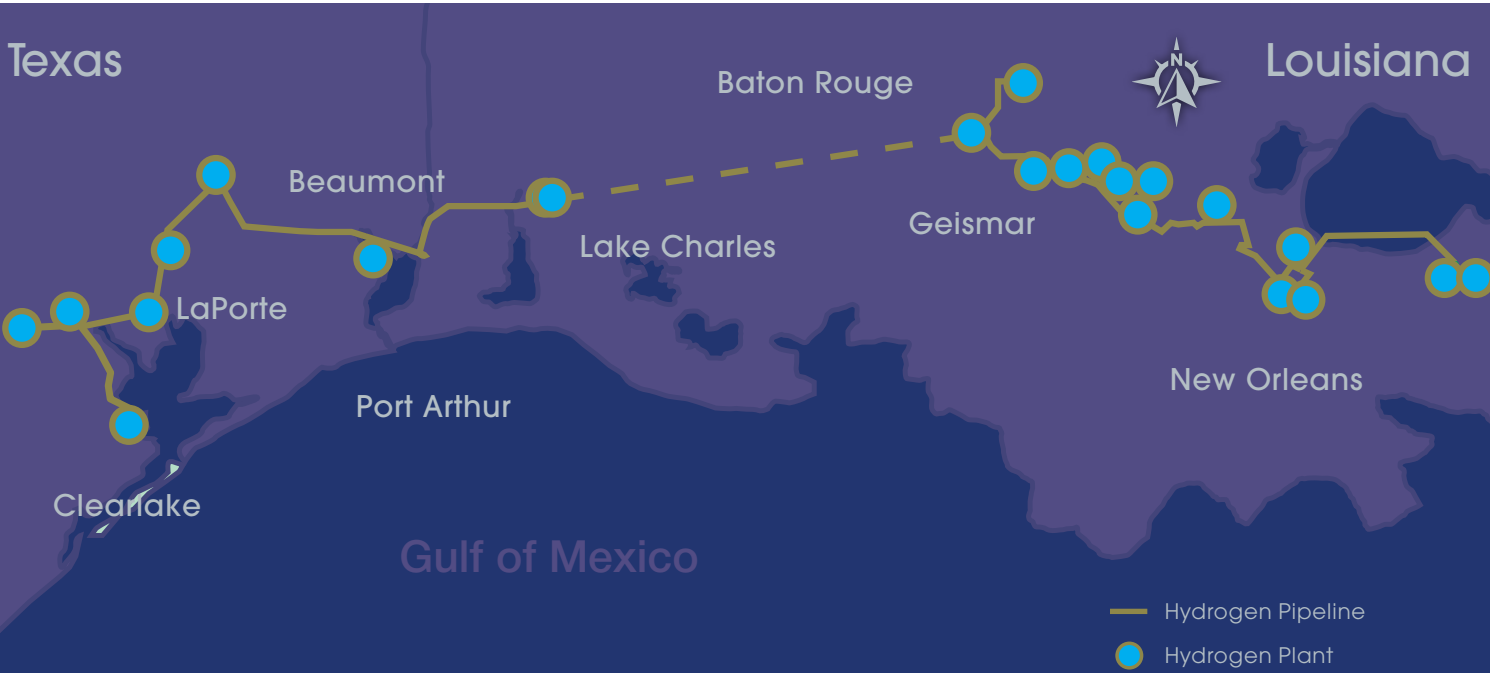 Texas
Louisiana
N
Baton Rouge
Beaumont
Geismar
Lake Charles
LaPorte
New Orleans
Port Arthur
Clearlake
Gulf of Mexico
Hydrogen Pipeline
Hydrogen Plant